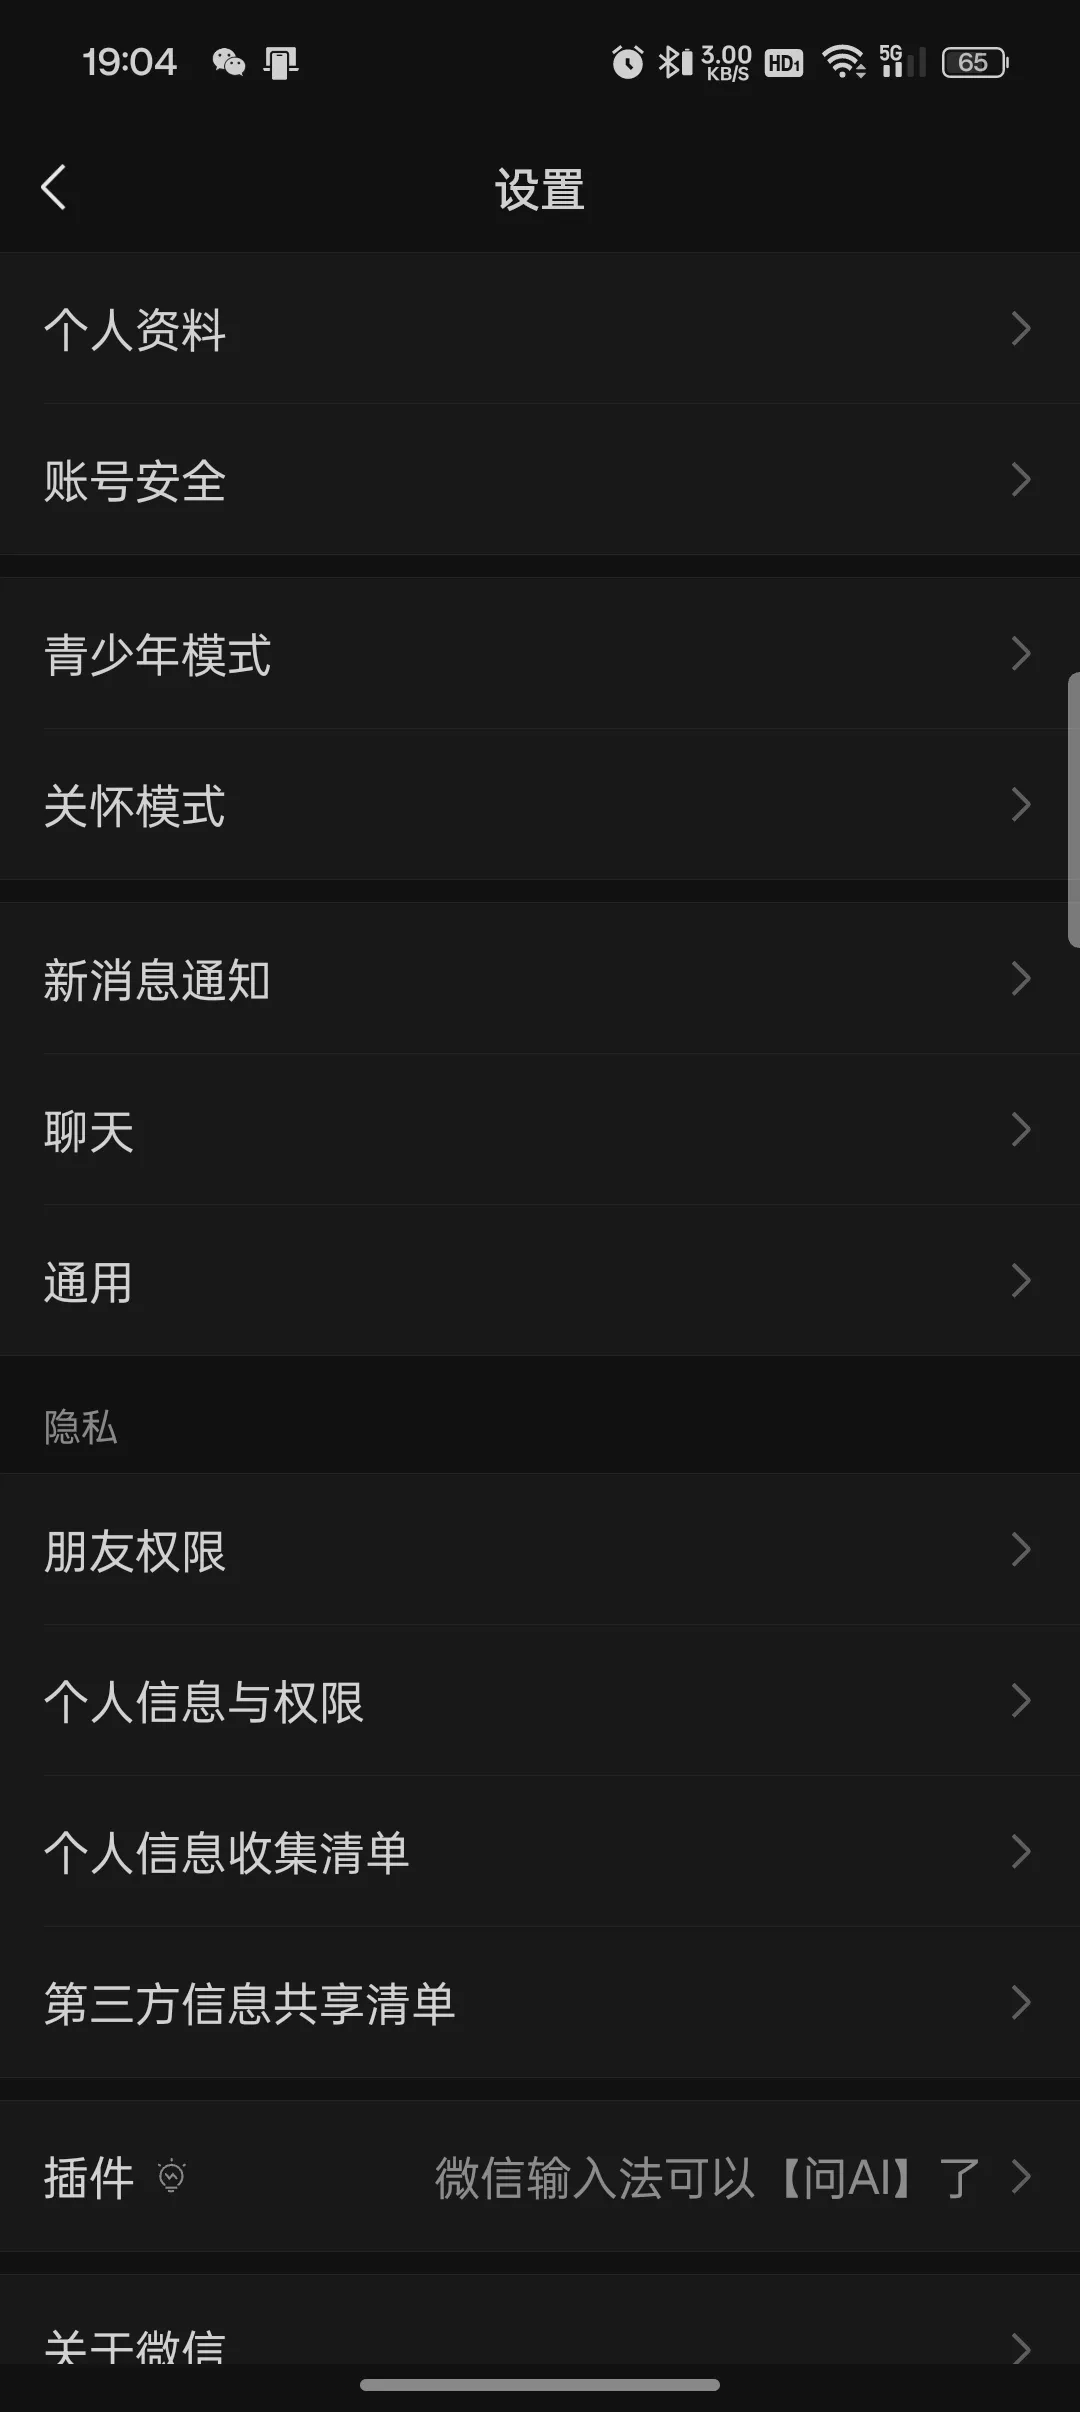 19:04 3.00 KB/S HD1 5G 65
设置
个人资料
账号安全
青少年模式
关怀模式
新消息通知
聊天
通用
隐私
朋友权限
个人信息与权限
个人信息收集清单
第三方信息共享清单
插件 微信输入法可以【问AI】了
关于微信